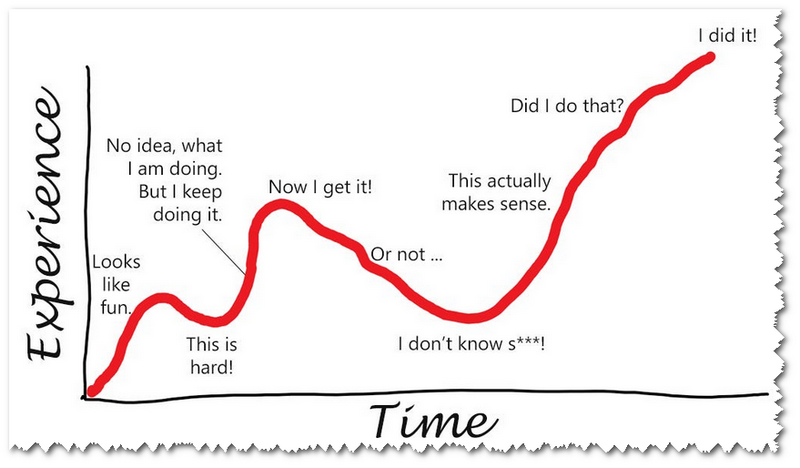 I did it!
Did I do that?
No idea, what
I am doing.
But I keep
doing it.
Now I get it!
This actually
makes sense.
Or not ...
Looks
like
fun.
This is
hard!
I don't know s***!
Experience
Time